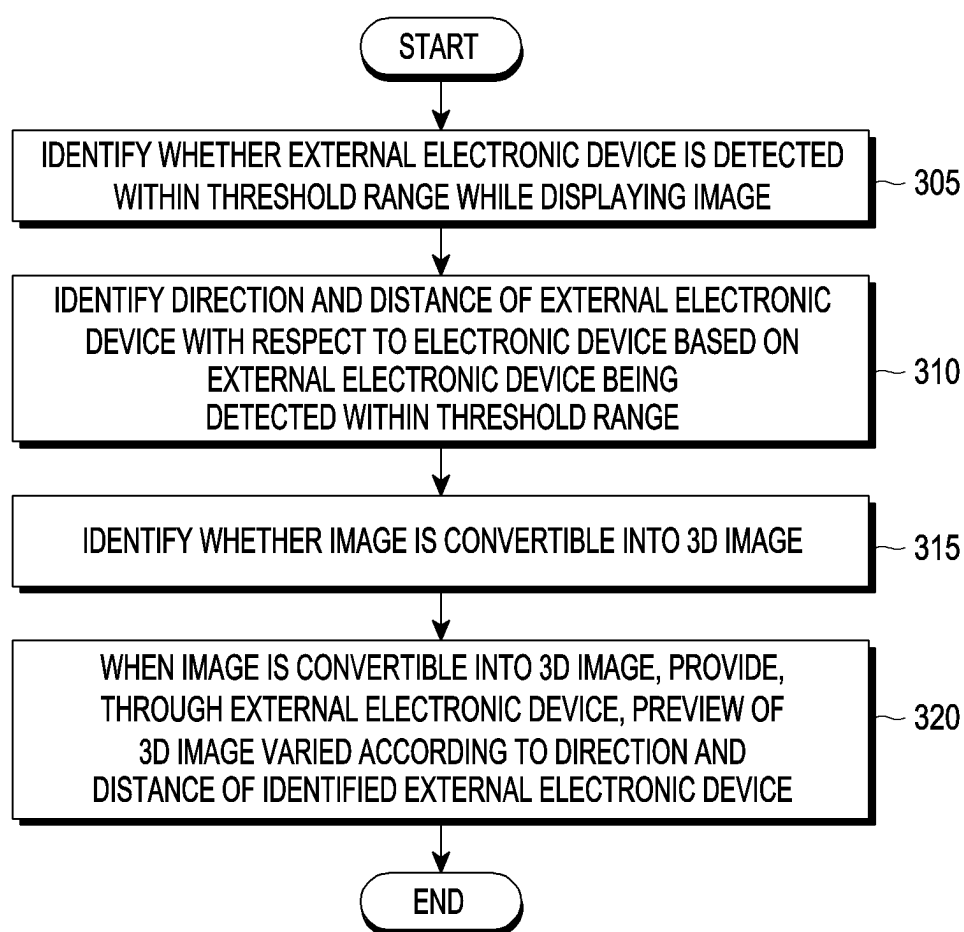 START
IDENTIFY WHETHER EXTERNAL ELECTRONIC DEVICE IS DETECTED
WITHIN THRESHOLD RANGE WHILE DISPLAYING IMAGE
305
IDENTIFY DIRECTION AND DISTANCE OF EXTERNAL ELECTRONIC
DEVICE WITH RESPECT TO ELECTRONIC DEVICE BASED ON
EXTERNAL ELECTRONIC DEVICE BEING
DETECTED WITHIN THRESHOLD RANGE
310
IDENTIFY WHETHER IMAGE IS CONVERTIBLE INTO 3D IMAGE
315
WHEN IMAGE IS CONVERTIBLE INTO 3D IMAGE, PROVIDE,
THROUGH EXTERNAL ELECTRONIC DEVICE, PREVIEW OF
3D IMAGE VARIED ACCORDING TO DIRECTION AND
DISTANCE OF IDENTIFIED EXTERNAL ELECTRONIC DEVICE
320
END